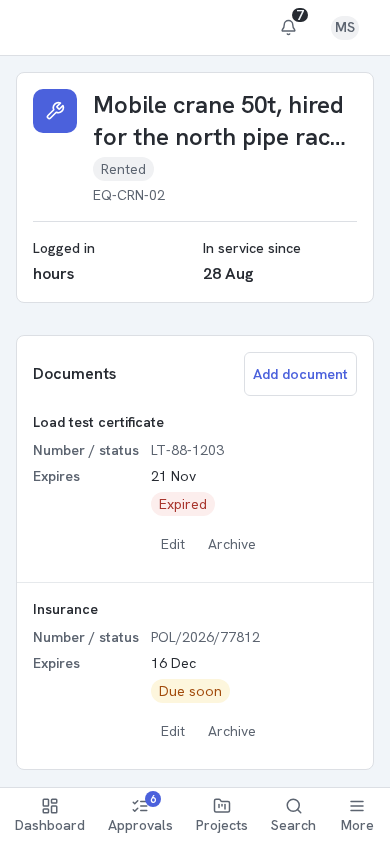 7
MS
Mobile crane 50t, hired
for the north pipe rac...
Rented
EQ-CRN-02
Logged in
In service since
hours
28 Aug
Documents
Add document
Load test certificate
Number / status LT-88-1203
Expires 21 Nov
Expired
Edit Archive
Insurance
Number / status POL/2026/77812
Expires 16 Dec
Due soon
Edit Archive
6
Dashboard Approvals Projects Search More